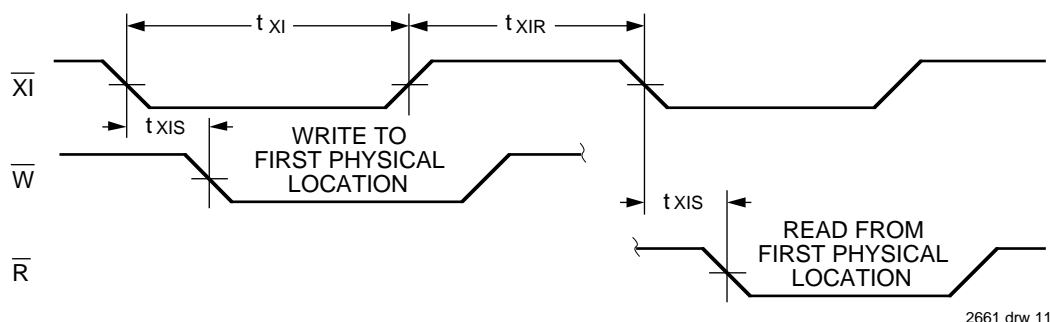 t XI
t XIR
XI
t XIS
WRITE TO
FIRST PHYSICAL
LOCATION
W
t XIS
READ FROM
FIRST PHYSICAL
LOCATION
R
2661 drw 11